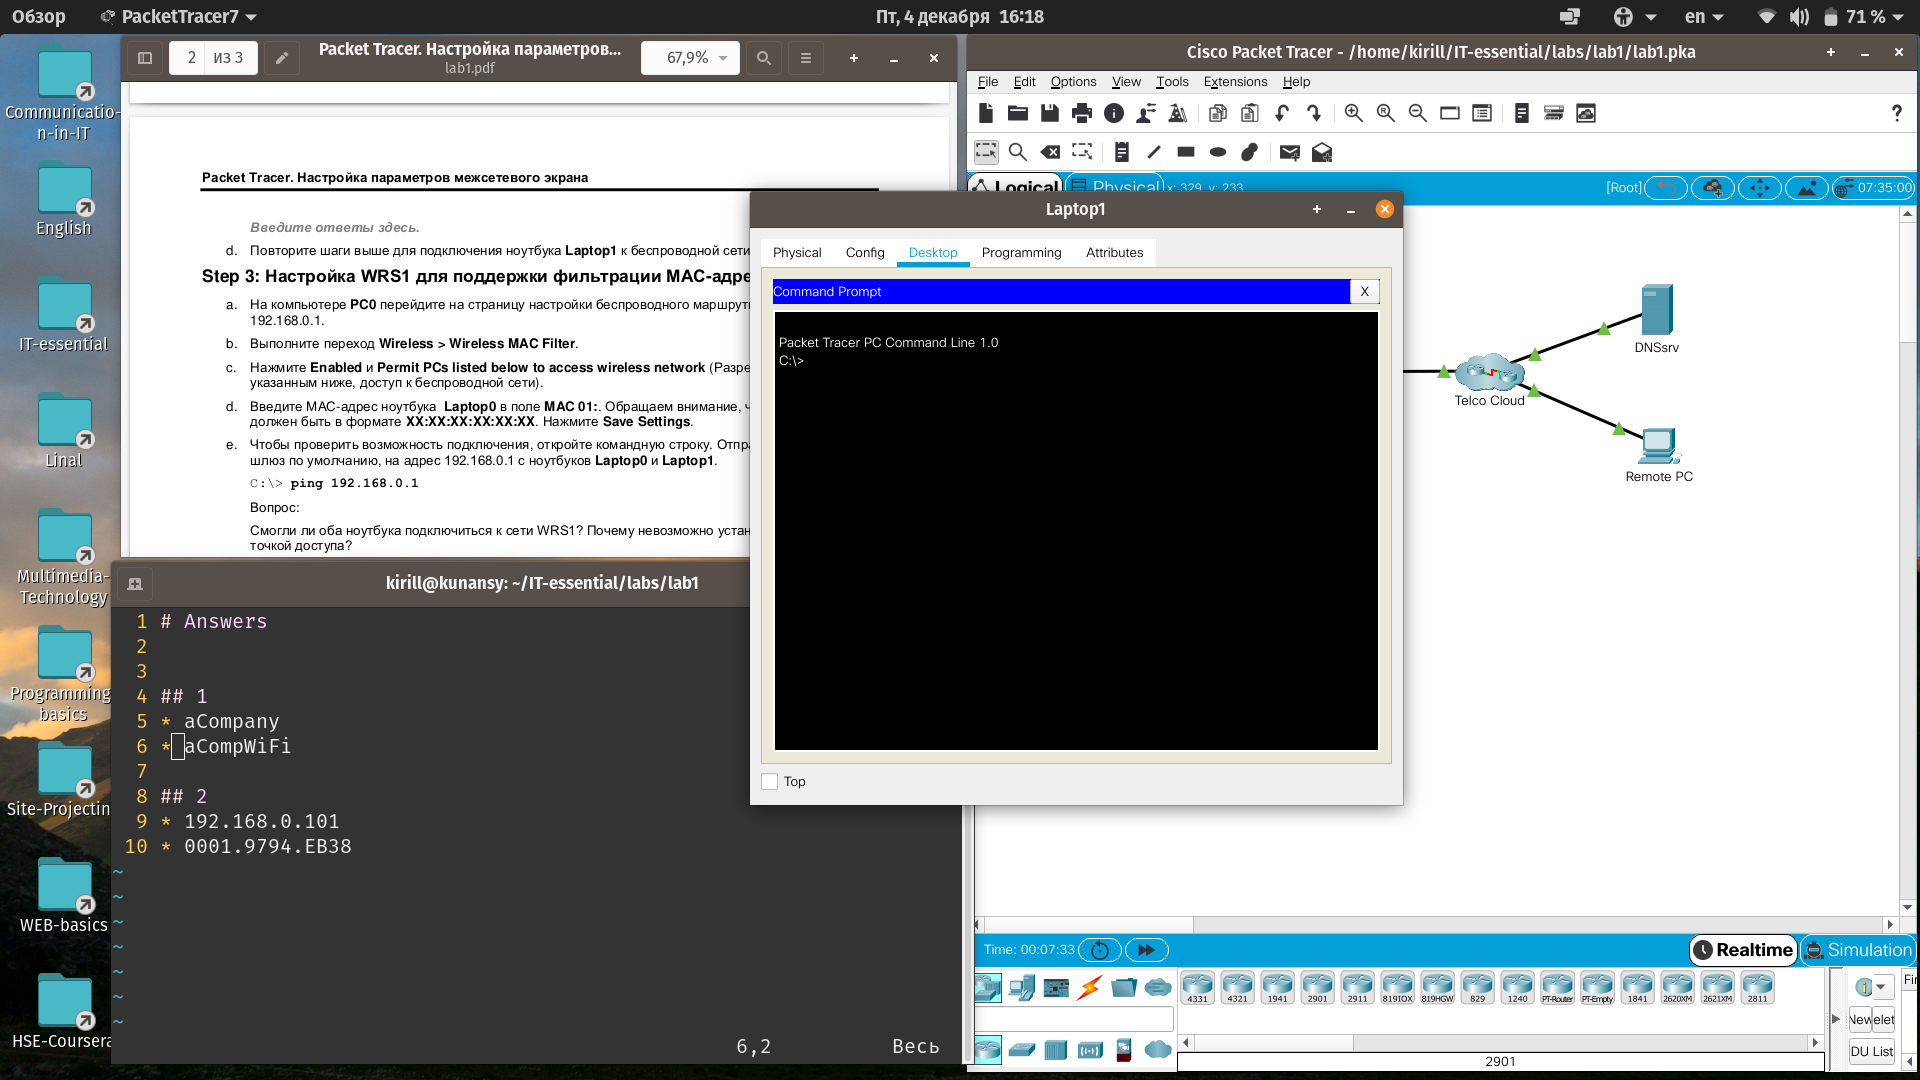 Обзор
PacketTracer7
Пт, 4 декабря 16:18
en
71 %
Communicatio-
n-in-IT
English
IT-essential
Linal
Multimedia-
Technology
Programming
basics
Site-Projectin
WEB-basics
HSE-Coursera
2 из 3
Packet Tracer. Настройка параметров...
lab1.pdf
67,9%
Packet Tracer. Настройка параметров межсетевого экрана
Введите ответы здесь.
d. Повторите шаги выше для подключения ноутбука Laptop1 к беспроводной сети
Step 3: Настройка WRS1 для поддержки фильтрации MAC-адре
a. На компьютере PC0 перейдите на страницу настройки беспроводного маршрут
192.168.0.1.
b. Выполните переход Wireless > Wireless MAC Filter.
c. Нажмите Enabled и Permit PCs listed below to access wireless network (Разре
указанным ниже, доступ к беспроводной сети).
d. Введите MAC-адрес ноутбука Laptop0 в поле MAC 01:. Обращаем внимание, ч
должен быть в формате XX:XX:XX:XX:XX:XX. Нажмите Save Settings.
e. Чтобы проверить возможность подключения, откройте командную строку. Отпра
шлюз по умолчанию, на адрес 192.168.0.1 с ноутбуков Laptop0 и Laptop1.
C:\> ping 192.168.0.1
Вопрос:
Смогли ли оба ноутбука подключиться к сети WRS1? Почему невозможно устан
точкой доступа?
kirill@kunansy: ~/IT-essential/labs/lab1
1 # Answers
2
3
4 ## 1
5 * aCompany
6 * aCompWiFi
7
8 ## 2
9 * 192.168.0.101
10 * 0001.9794.EB38
~
~
~
~
~
~
~
6,2 Весь
Cisco Packet Tracer - /home/kirill/IT-essential/labs/lab1/lab1.pka
File Edit Options View Tools Extensions Help
?
Logical Physical x: 329, y: 233
[Root] 07:35:00
Laptop1
Physical Config Desktop Programming Attributes
Command Prompt X
Packet Tracer PC Command Line 1.0
C:\>
Top
DNSsrv
Telco Cloud
Remote PC
Time: 00:07:33
Realtime Simulation
4331 4321 1941 2901 2911 819IOX 819HGW 829 1240 PT-Router PT-Empty 1841 2620XM 2621XM 2811
2901
Fir
New elet
DU List